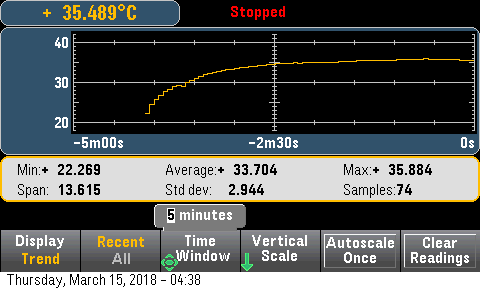 + 35.489°C
Stopped
40
30
20
-5m00s -2m30s 0s
Min:+ 22.269 Average:+ 33.704 Max:+ 35.884
Span: 13.615 Std dev: 2.944 Samples:74
5 minutes
Display
Trend
Recent
All
Time
Window
Vertical
Scale
Autoscale
Once
Clear
Readings
Thursday, March 15, 2018 - 04:38